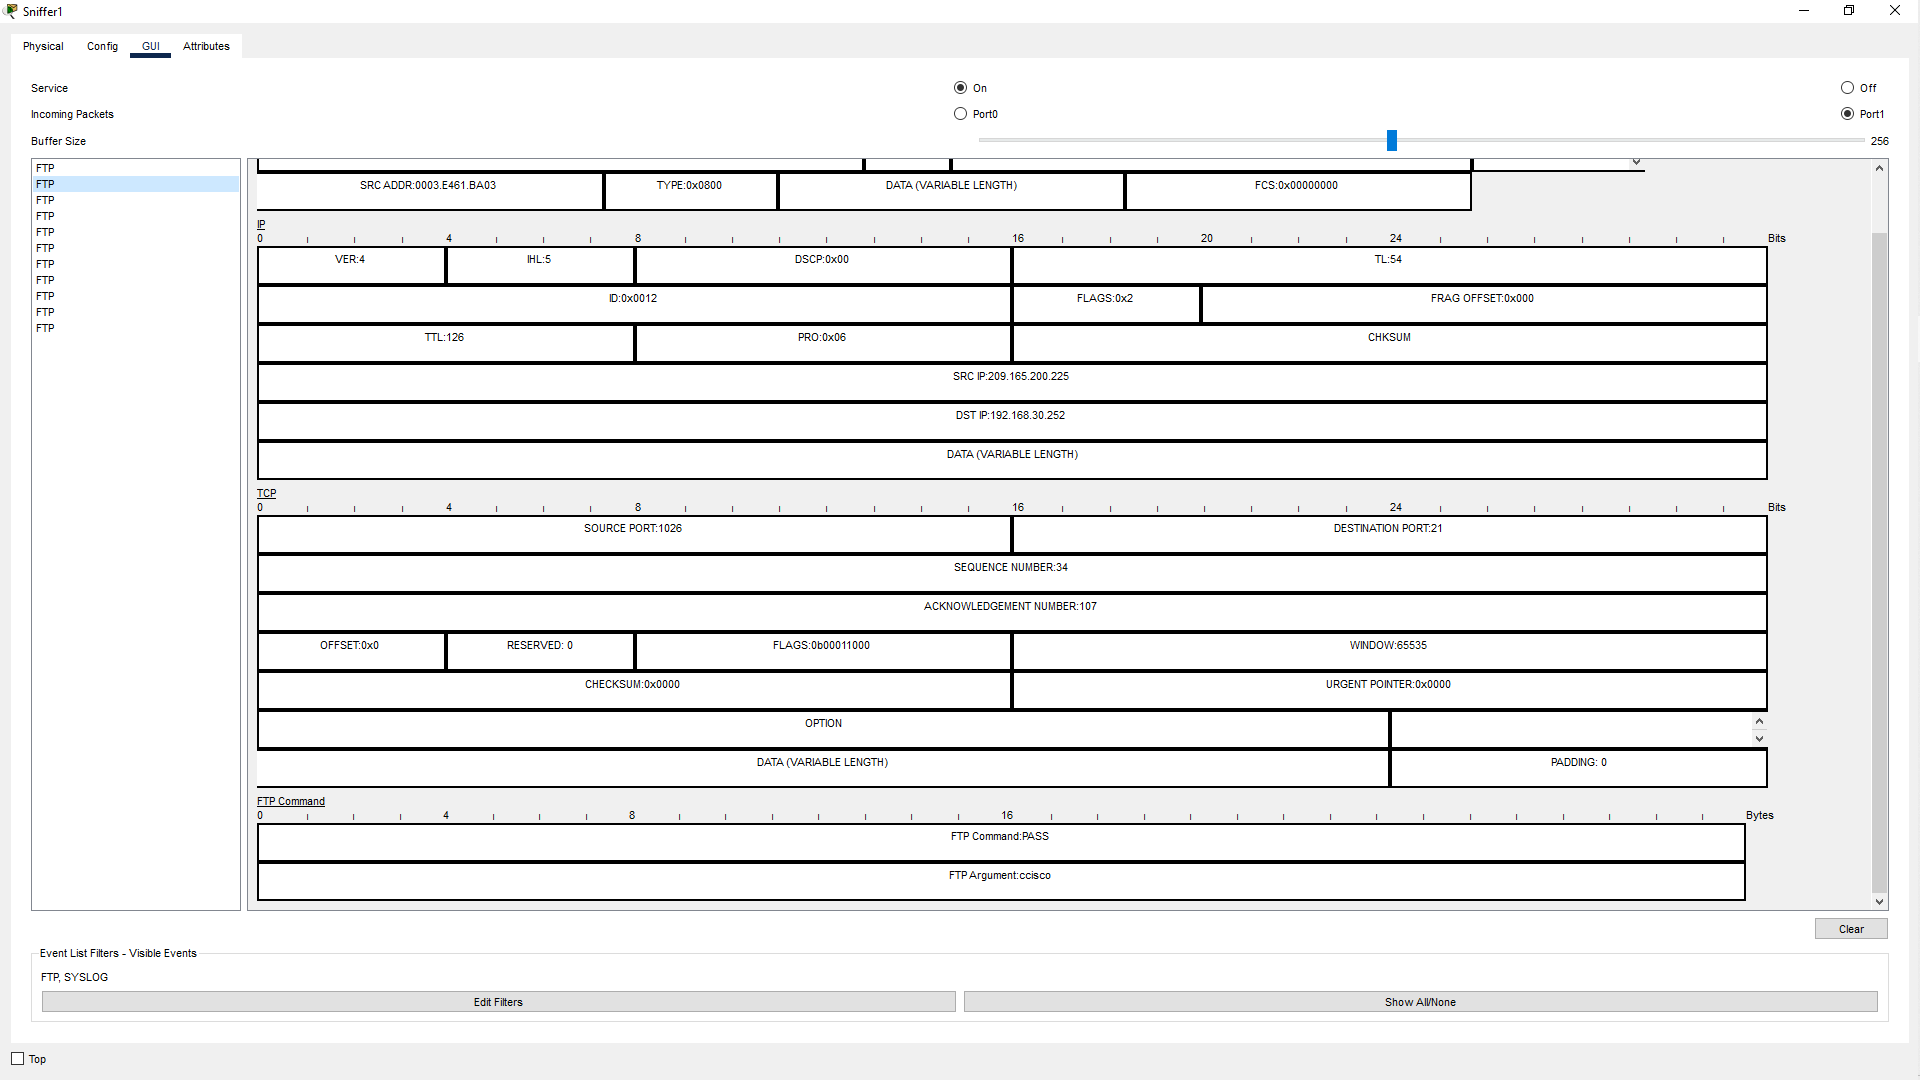 Sniffer1
Physical Config GUI Attributes
Service On Off
Incoming Packets Port0 Port1
Buffer Size 256
FTP
FTP
FTP
FTP
FTP
FTP
FTP
FTP
FTP
FTP
FTP
SRC ADDR:0003.E461.BA03 TYPE:0x0800 DATA (VARIABLE LENGTH) FCS:0x00000000
IP
0 4 8 16 20 24 Bits
VER:4 IHL:5 DSCP:0x00 TL:54
ID:0x0012 FLAGS:0x2 FRAG OFFSET:0x000
TTL:126 PRO:0x06 CHKSUM
SRC IP:209.165.200.225
DST IP:192.168.30.252
DATA (VARIABLE LENGTH)
TCP
0 4 8 16 24 Bits
SOURCE PORT:1026 DESTINATION PORT:21
SEQUENCE NUMBER:34
ACKNOWLEDGEMENT NUMBER:107
OFFSET:0x0 RESERVED: 0 FLAGS:0b00011000 WINDOW:65535
CHECKSUM:0x0000 URGENT POINTER:0x0000
OPTION
DATA (VARIABLE LENGTH) PADDING: 0
FTP Command
0 4 8 16 Bytes
FTP Command:PASS
FTP Argument:ccisco
Clear
Event List Filters - Visible Events
FTP, SYSLOG
Edit Filters Show All/None
Top